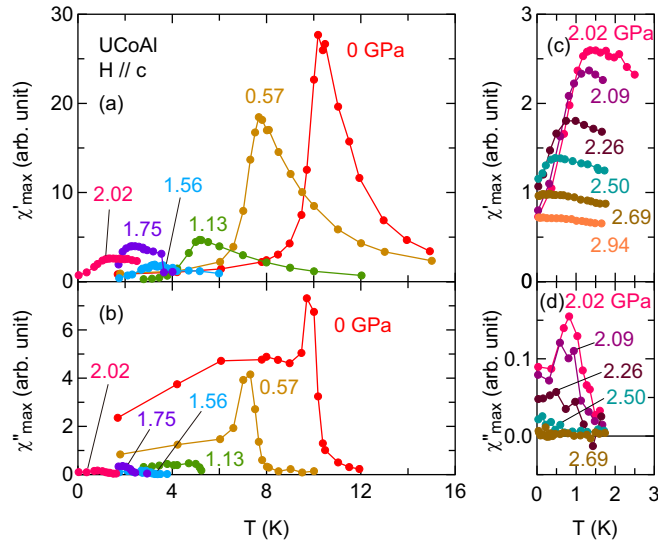 UCoAl
H // c
(a)
0 GPa
0.57
2.02
1.75
1.56
1.13
χ'max (arb. unit)
30
20
10
0
(b)
0 GPa
0.57
2.02
1.75
1.56
1.13
χ"max (arb. unit)
6
4
2
0
0
4
8
12
16
T (K)
(c)
2.02 GPa
2.09
2.26
2.50
2.69
2.94
χ'max (arb. unit)
3
2
1
0
(d)
2.02 GPa
2.09
2.26
2.50
2.69
χ"max (arb. unit)
0.1
0.0
0
1
2
3
T (K)